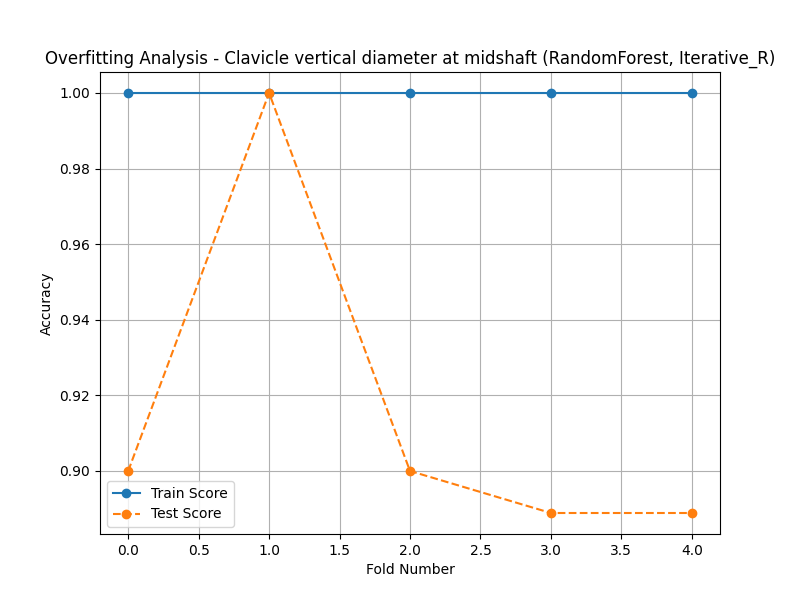 Overfitting Analysis - Clavicle vertical diameter at midshaft (RandomForest, Iterative_R)
1.00
0.98
0.96
0.94
0.92
0.90
Accuracy
Train Score
Test Score
0.0 0.5 1.0 1.5 2.0 2.5 3.0 3.5 4.0
Fold Number